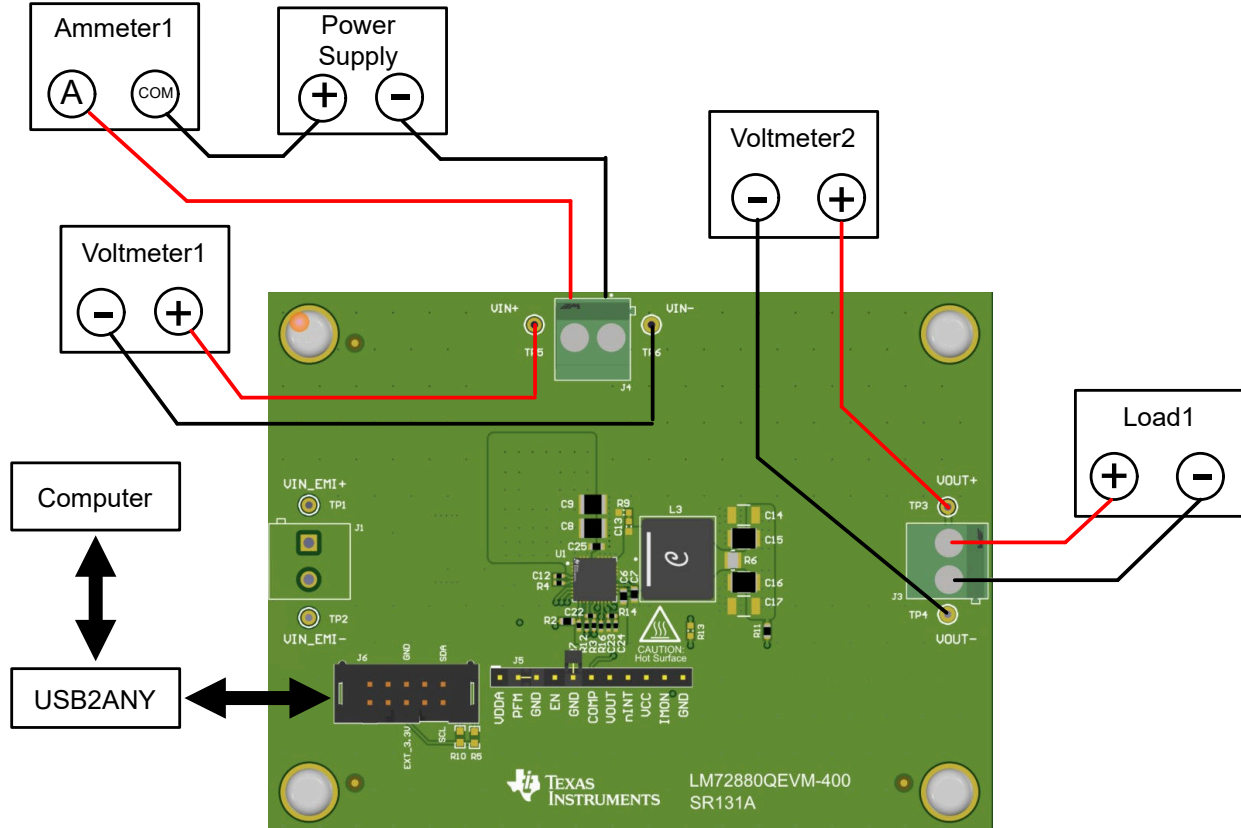 Ammeter1
A
COM
Power
Supply
+
-
Voltmeter2
-
+
Voltmeter1
-
+
VIN+
VIN-
TP5
TP6
J4
Load1
+
-
Computer
USB2ANY
VIN_EMI+
TP1
J1
TP2
VIN_EMI-
VOUT+
TP3
J3
TP4
VOUT-
C9
R9
C8
C13
C25
U1
C12
R4
C6
C7
R14
C22
R2
R12
R3
R16
C23
C24
R7
L3
C14
C15
R6
C16
C17
R13
R11
CAUTION:
Hot Surface
J6
GND
SDA
EXT_3.3V
SCL
R10
R5
J5
VDDA
PFM
GND
EN
GND
COMP
VOUT
nINT
VCC
IMON
GND
TEXAS
INSTRUMENTS
LM72880QEVM-400
SR131A